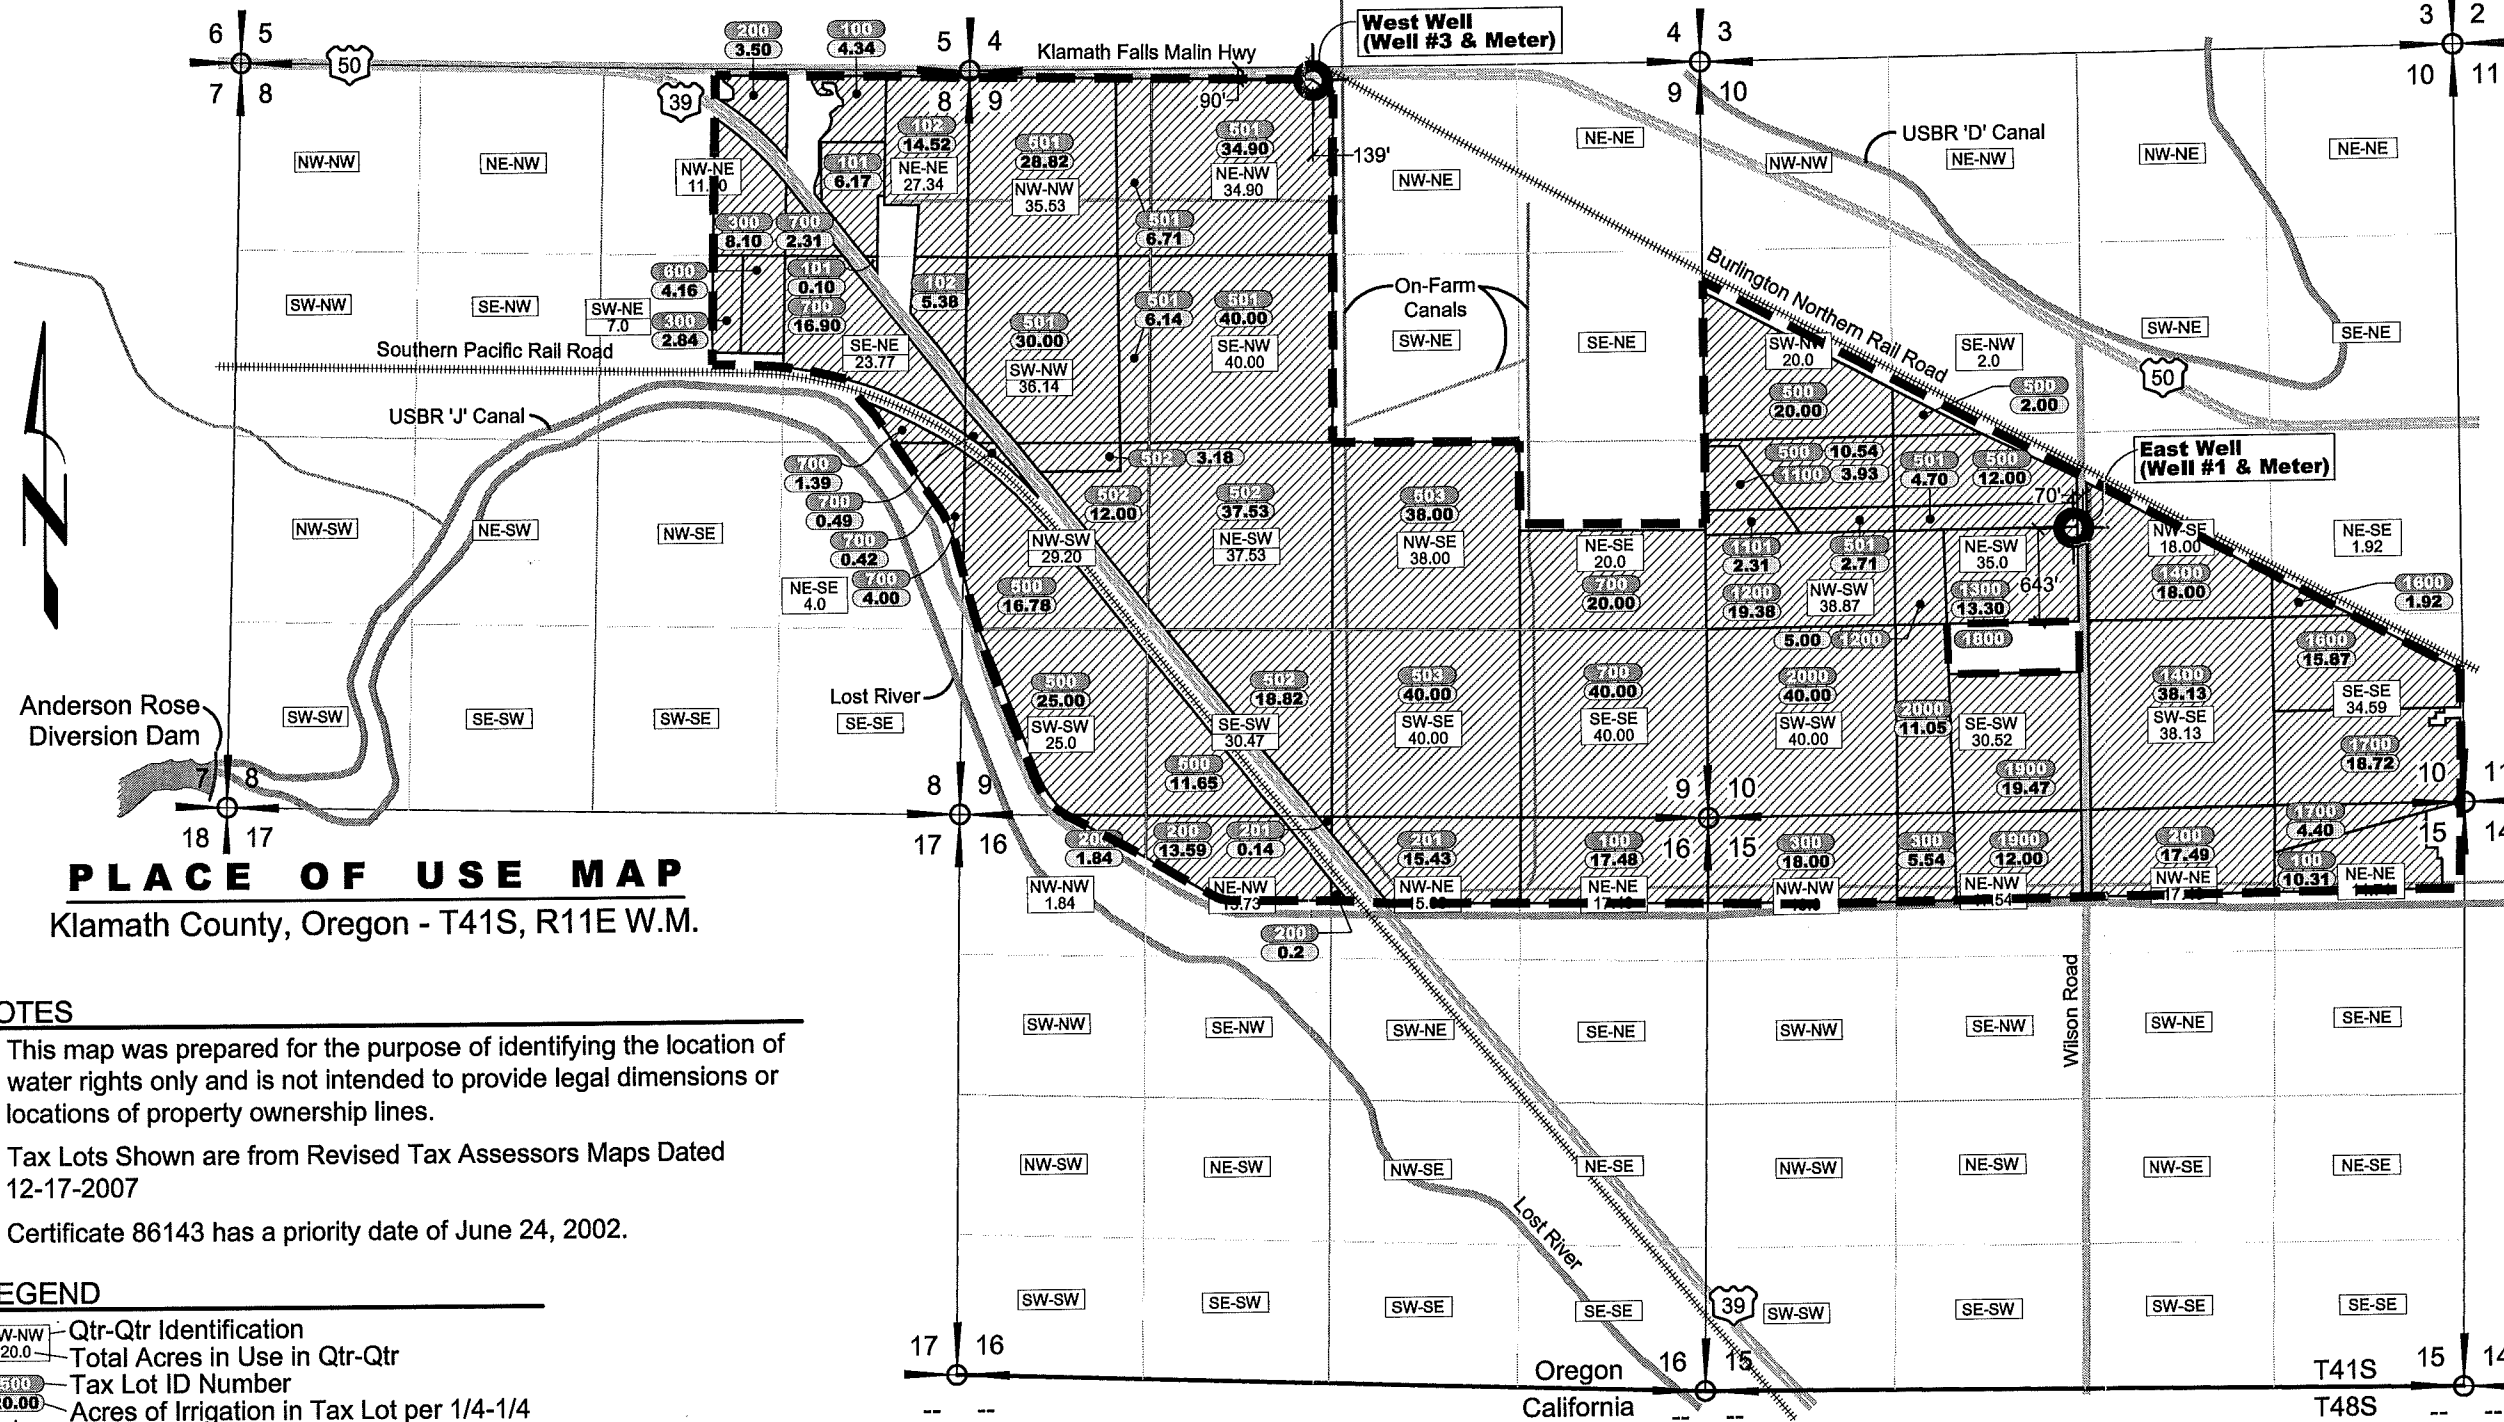 6 5
7 8
50
39
200
3.50
100
4.34
5 4
8 9
Klamath Falls Malin Hwy
90'
West Well
(Well #3 & Meter)
139'
4 3
9 10
3 2
10 11
USBR 'D' Canal
NW-NW
NE-NW
NW-NE
102
14.52
NE-NE
27.34
101
6.17
501
28.82
NW-NW
35.53
501
34.90
NE-NW
34.90
501
6.71
NW-NE
NE-NE
NW-NW
NE-NW
NW-NE
NE-NE
300
8.10
700
2.31
600
4.16
101
0.10
700
16.90
102
5.38
SW-NW
SE-NW
SW-NE
7.0
300
2.84
SE-NE
23.77
501
30.00
SW-NW
36.14
501
6.14
501
40.00
SE-NW
40.00
On-Farm
Canals
SW-NE
SE-NE
Burlington Northern Rail Road
SW-NW
20.0
SE-NW
2.0
SW-NE
SE-NE
50
500
20.00
500
2.00
Southern Pacific Rail Road
USBR 'J' Canal
700
1.39
700
0.49
700
0.42
700
4.00
502 3.18
502
12.00
502
37.53
NE-SW
37.53
503
38.00
NW-SE
38.00
500 10.54
1100 3.93
501
4.70
500
12.00
East Well
(Well #1 & Meter)
70'
NW-SW
NE-SW
NW-SE
NE-SE
4.0
NW-SW
29.20
500
16.78
NE-SE
20.0
700
20.00
1101
2.31
501
2.71
1200
19.38
NW-SW
38.87
NE-SW
35.0
1300
13.30
643'
NW-SE
18.00
1400
18.00
NE-SE
1.92
1600
1.92
5.00 1200
1800
1600
15.87
Anderson Rose
Diversion Dam
SW-SW
SE-SW
SW-SE
SE-SE
Lost River
500
25.00
SW-SW
25.0
502
18.82
SE-SW
30.47
500
11.65
503
40.00
SW-SE
40.00
700
40.00
SE-SE
40.00
2000
40.00
SW-SW
40.00
2000
11.05
SE-SW
30.52
1900
19.47
1400
38.13
SW-SE
38.13
SE-SE
34.59
1700
18.72
7 8
18 17
8 9
17 16
9 10
16 15
10 11
15 14
1.84
NW-NW
1.84
200
13.59
201
0.14
NE-NW
201
15.43
NW-NE
100
17.48
NE-NE
300
18.00
NW-NW
300
5.54
1900
12.00
NE-NW
200
17.49
NW-NE
1700
4.40
100
10.31
NE-NE
200
0.2
PLACE OF USE MAP
Klamath County, Oregon - T41S, R11E W.M.
OTES
This map was prepared for the purpose of identifying the location of
water rights only and is not intended to provide legal dimensions or
locations of property ownership lines.
Tax Lots Shown are from Revised Tax Assessors Maps Dated
12-17-2007
Certificate 86143 has a priority date of June 24, 2002.
SW-NW
SE-NW
SW-NE
SE-NE
SW-NW
SE-NW
SW-NE
SE-NE
Wilson Road
NW-SW
NE-SW
NW-SE
NE-SE
NW-SW
NE-SW
NW-SE
NE-SE
Lost River
SW-SW
SE-SW
SW-SE
SE-SE
39
SW-SW
SE-SW
SW-SE
SE-SE
EGEND
W-NW Qtr-Qtr Identification
20.0 Total Acres in Use in Qtr-Qtr
500 Tax Lot ID Number
0.00 Acres of Irrigation in Tax Lot per 1/4-1/4
17 16
Oregon 16 15
California
T41S 15 14
T48S
-- --
-- --
-- --